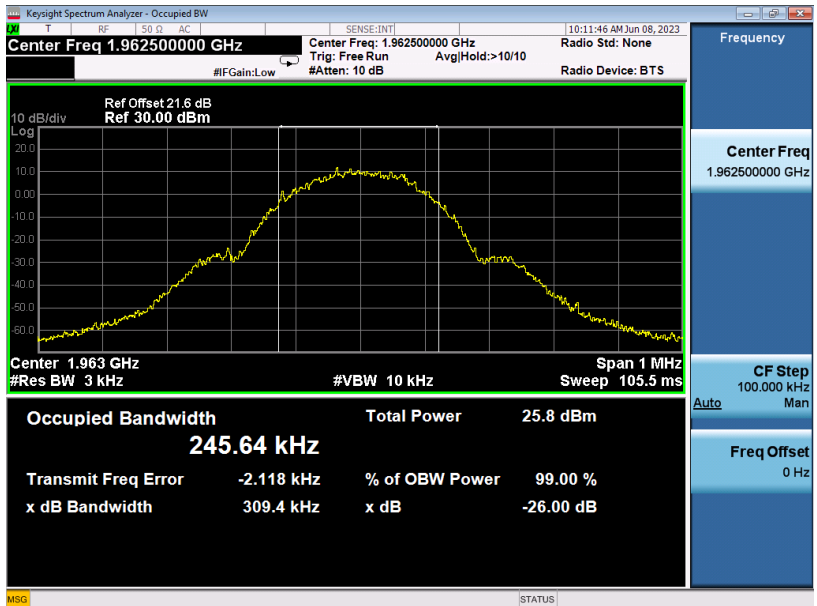 Keysight Spectrum Analyzer - Occupied BW
LXI T RF 50 Ω AC SENSE:INT 10:11:46 AM Jun 08, 2023
Center Freq 1.962500000 GHz
#IFGain:Low
Center Freq: 1.962500000 GHz
Trig: Free Run Avg|Hold:>10/10
#Atten: 10 dB
Radio Std: None
Radio Device: BTS
Ref Offset 21.6 dB
10 dB/div Ref 30.00 dBm
Log
20.0
10.0
0.00
-10.0
-20.0
-30.0
-40.0
-50.0
-60.0
Center 1.963 GHz Span 1 MHz
#Res BW 3 kHz #VBW 10 kHz Sweep 105.5 ms
Occupied Bandwidth Total Power 25.8 dBm
245.64 kHz
Transmit Freq Error -2.118 kHz % of OBW Power 99.00 %
x dB Bandwidth 309.4 kHz x dB -26.00 dB
Frequency
Center Freq
1.962500000 GHz
CF Step
100.000 kHz
Auto Man
Freq Offset
0 Hz
MSG STATUS